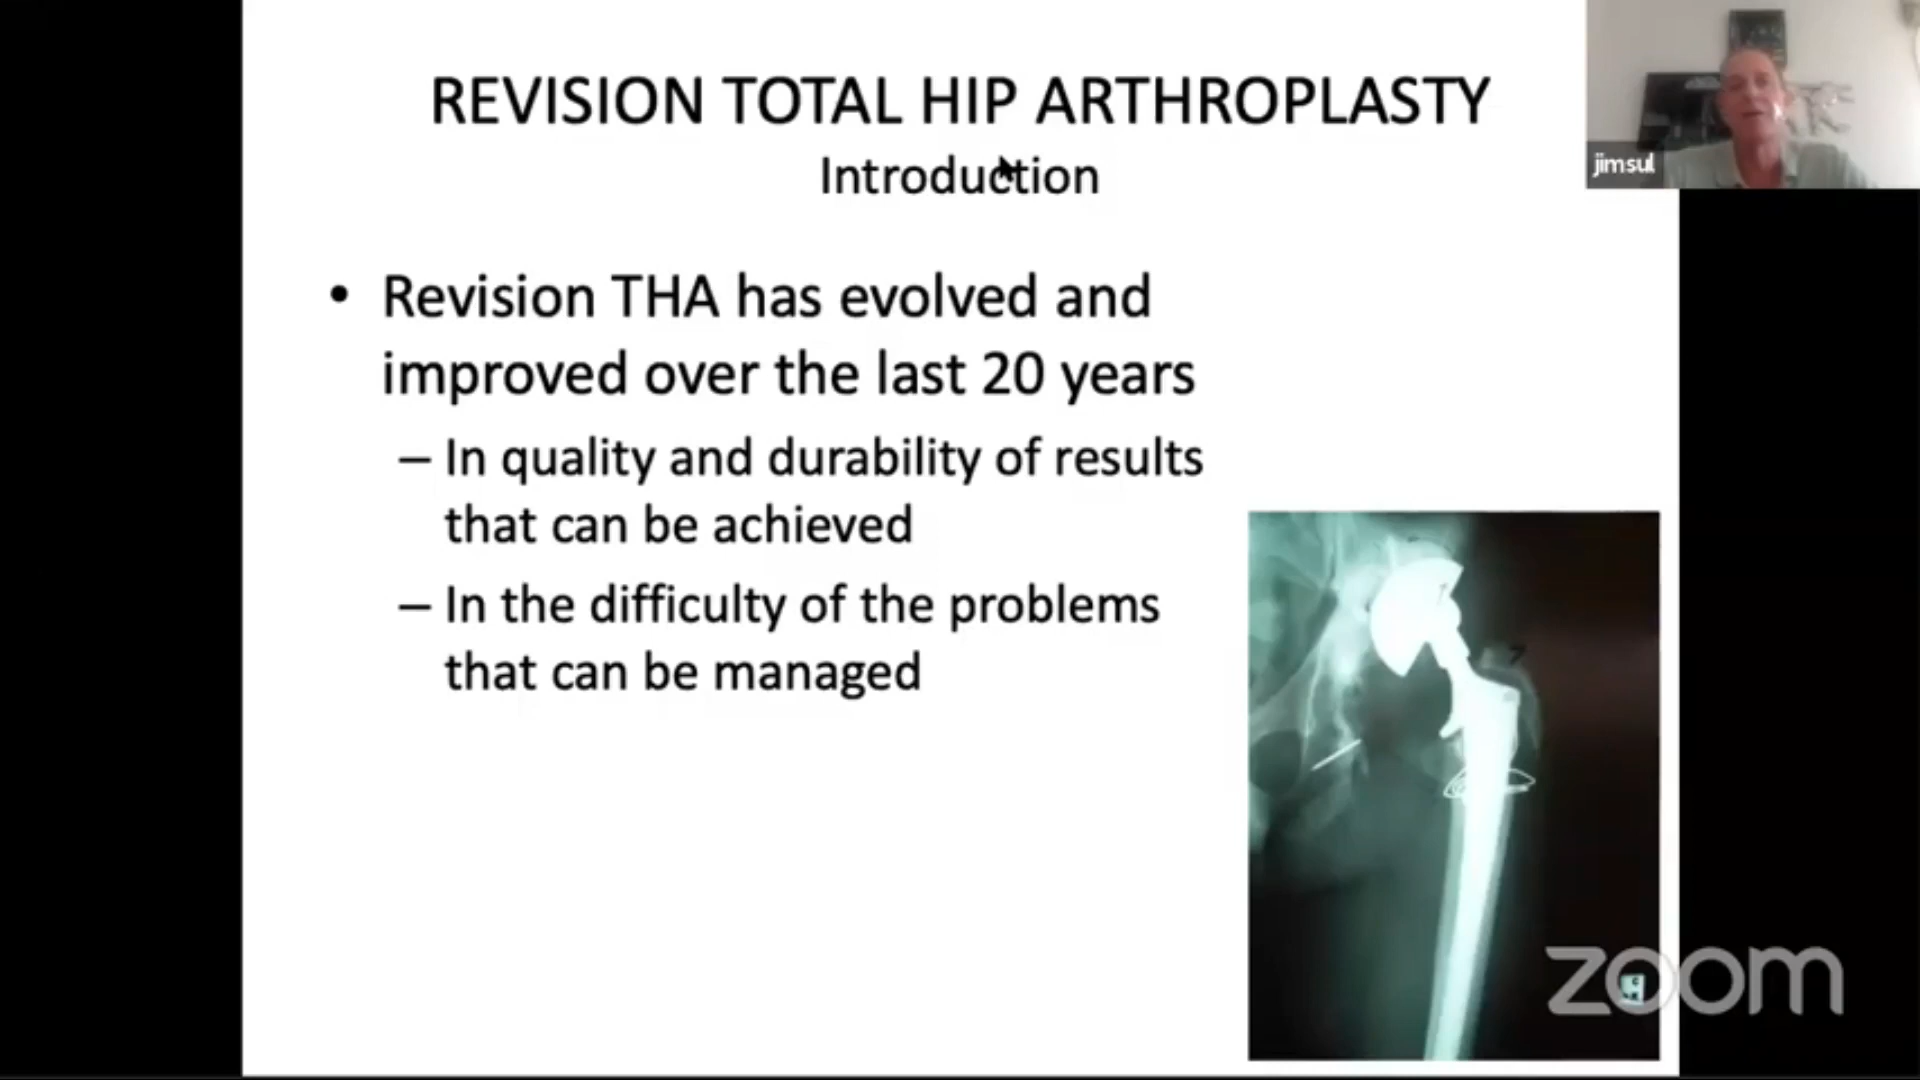 REVISION TOTAL HIP ARTHROPLASTY
Introduction
jimsul
• Revision THA has evolved and
improved over the last 20 years
– In quality and durability of results
that can be achieved
– In the difficulty of the problems
that can be managed
zoom